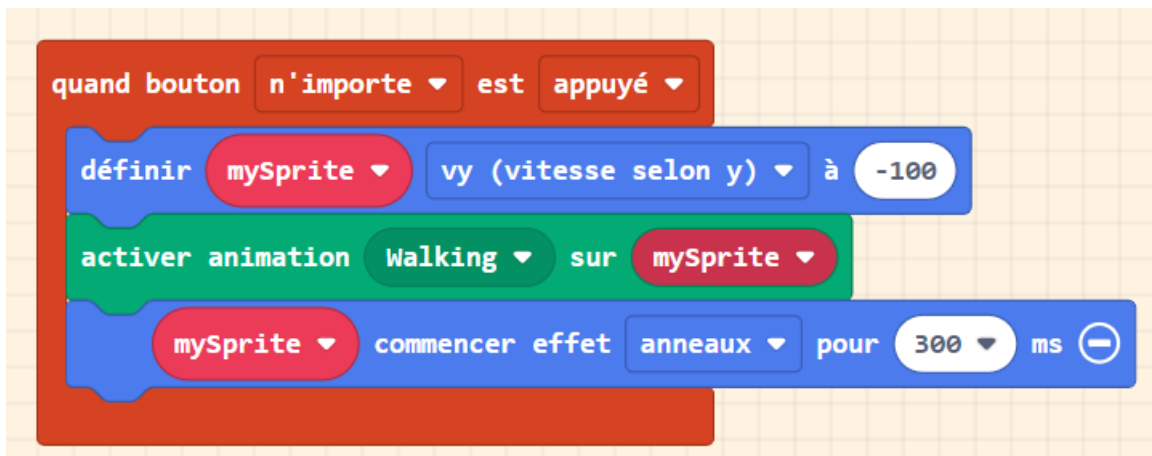 quand bouton n'importe est appuyé
définir mySprite vy (vitesse selon y) à -100
activer animation Walking sur mySprite
mySprite commencer effet anneaux pour 300 ms